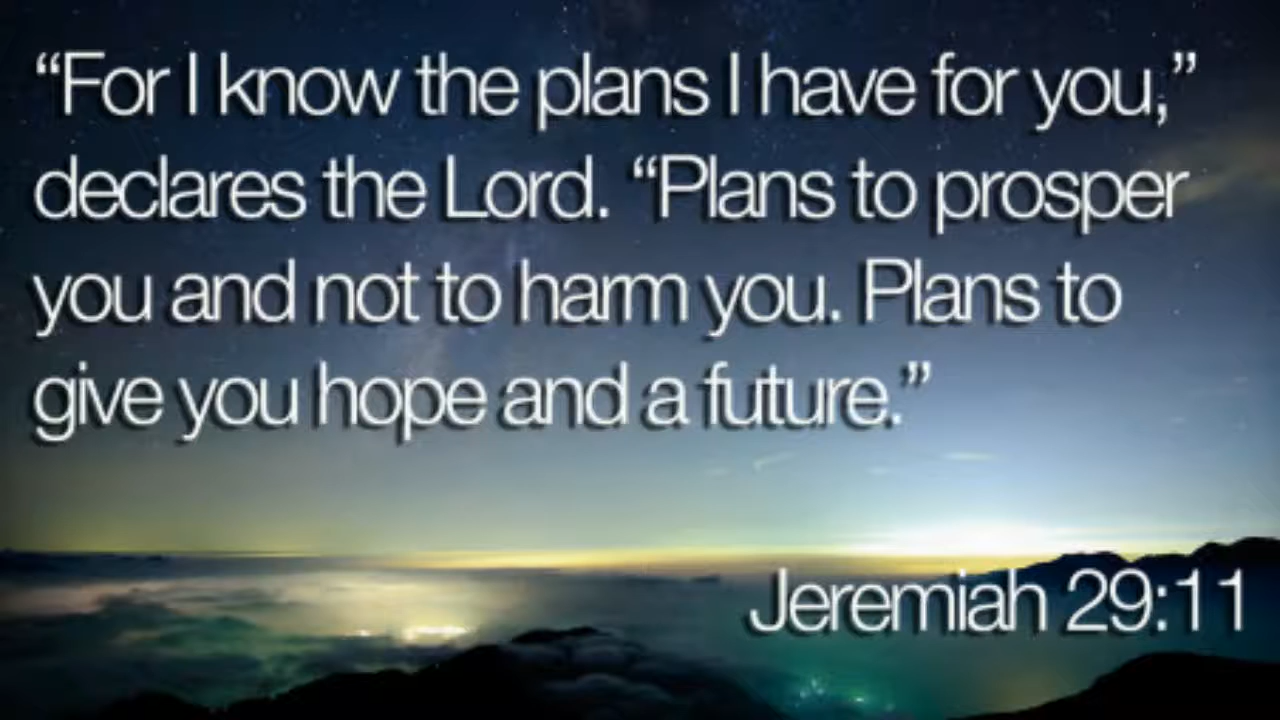 “For I know the plans I have for you,”
declares the Lord. “Plans to prosper
you and not to harm you. Plans to
give you hope and a future.”
Jeremiah 29:11